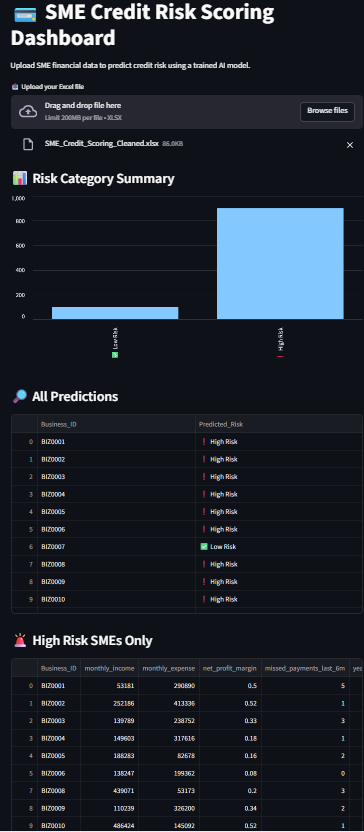 SME Credit Risk Scoring
Dashboard
Upload SME financial data to predict credit risk using a trained AI model.
Upload your Excel file
Drag and drop file here
Limit 200MB per file • XLSX
Browse files
SME_Credit_Scoring_Cleaned.xlsx 86.0KB
Risk Category Summary
1,000
800
600
400
200
0
Low Risk
High Risk
All Predictions
Business_ID Predicted_Risk
0 BIZ0001 High Risk
1 BIZ0002 High Risk
2 BIZ0003 High Risk
3 BIZ0004 High Risk
4 BIZ0005 High Risk
5 BIZ0006 High Risk
6 BIZ0007 Low Risk
7 BIZ0008 High Risk
8 BIZ0009 High Risk
9 BIZ0010 High Risk
High Risk SMEs Only
Business_ID monthly_income monthly_expense net_profit_margin missed_payments_last_6m yea
0 BIZ0001 53181 290890 0.5 5
1 BIZ0002 252186 413336 0.52 1
2 BIZ0003 139789 238752 0.33 3
3 BIZ0004 149603 317616 0.18 1
4 BIZ0005 188283 82678 0.16 2
5 BIZ0006 138247 199362 0.08 0
6 BIZ0008 439071 53173 0.2 3
7 BIZ0009 110239 326200 0.34 2
9 BIZ0010 486424 145092 0.52 1